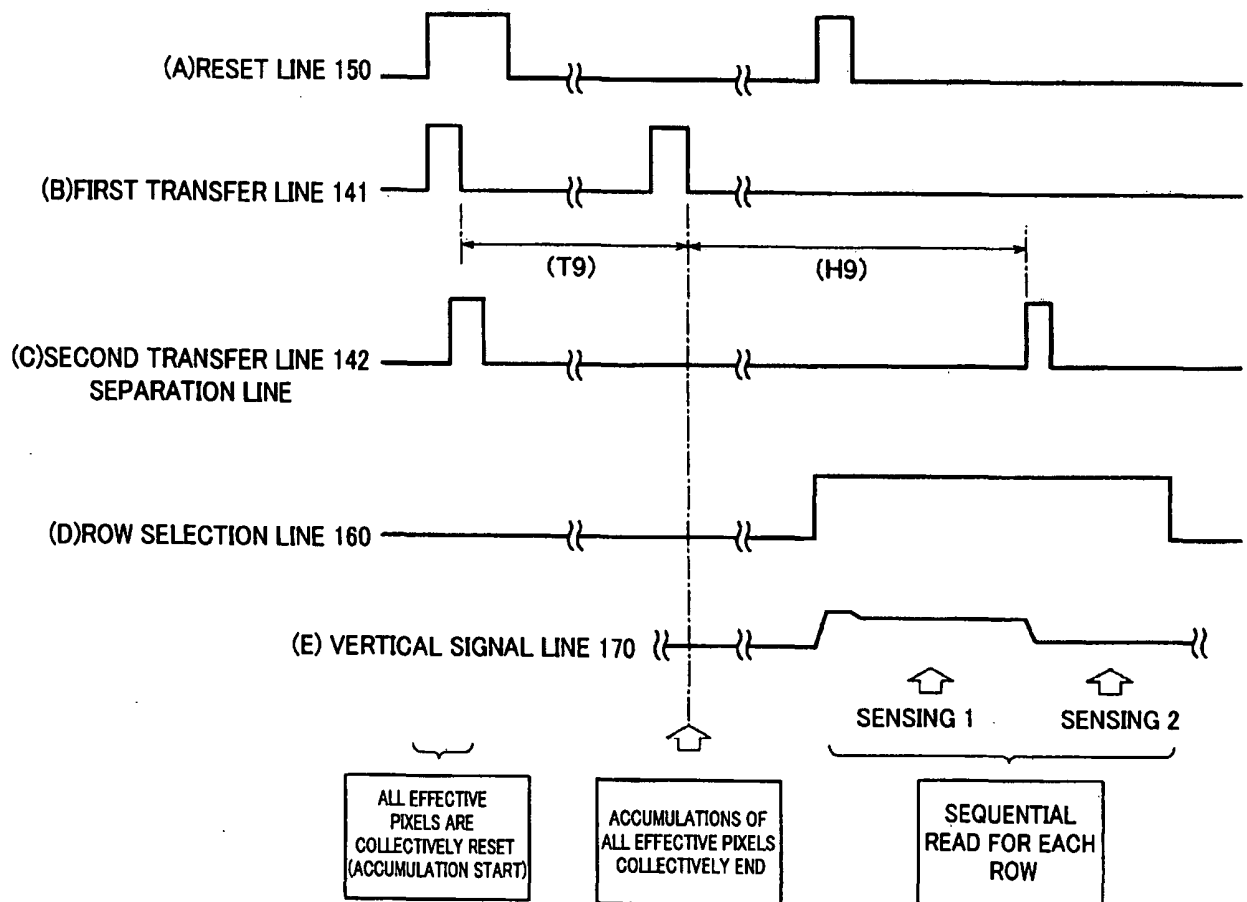 (A)RESET LINE 150
(B)FIRST TRANSFER LINE 141
(T9)
(H9)
(C)SECOND TRANSFER LINE 142
SEPARATION LINE
(D)ROW SELECTION LINE 160
(E) VERTICAL SIGNAL LINE 170
SENSING 1
SENSING 2
ALL EFFECTIVE
PIXELS ARE
COLLECTIVELY RESET
(ACCUMULATION START)
ACCUMULATIONS OF
ALL EFFECTIVE PIXELS
COLLECTIVELY END
SEQUENTIAL
READ FOR EACH
ROW